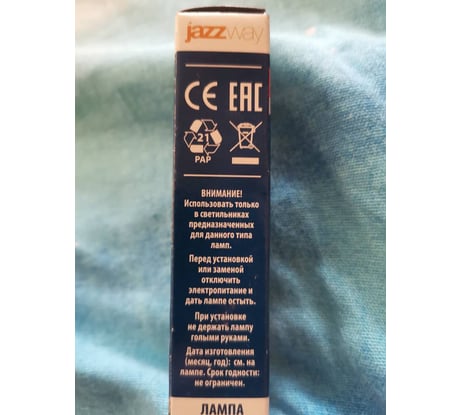 jazzway
CE EAC
21
PAP
ВНИМАНИЕ!
Использовать только
в светильниках
предназначенных
для данного типа
ламп.
Перед установкой
или заменой
отключить
электропитание и
дать лампе остыть.
При установке
не держать лампу
голыми руками.
Дата изготовления
(месяц, год): см. на
лампе. Срок годности:
не ограничен.
ЛАМПА